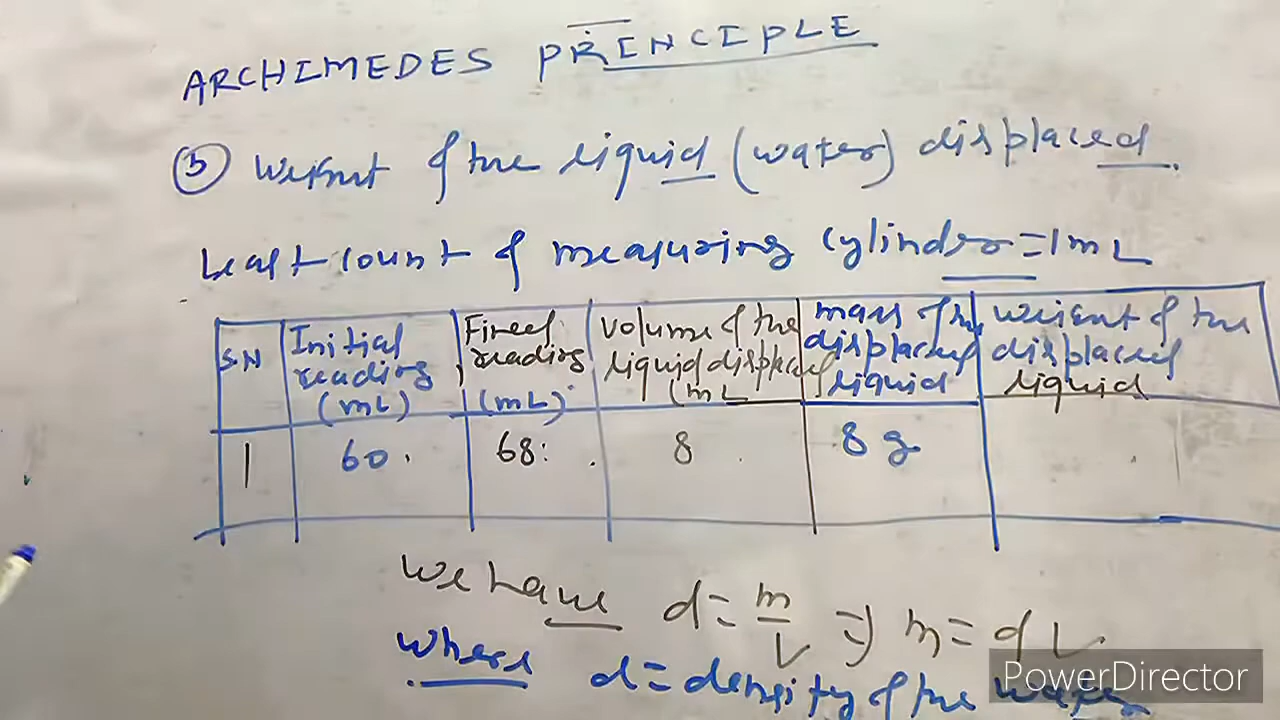 ARCHIMEDES PRINCIPLE
(b) Weight of the liquid (water) displaced.
Least count of measuring cylinder = 1mL
S.N Initial reading (mL) Final reading (mL) Volume of the liquid displaced (mL mass of the displaced liquid weight of the displaced liquid
1 60. 68. 8 8 g
We have d = m/V ⇒ m = dV
where d = density of the water
PowerDirector